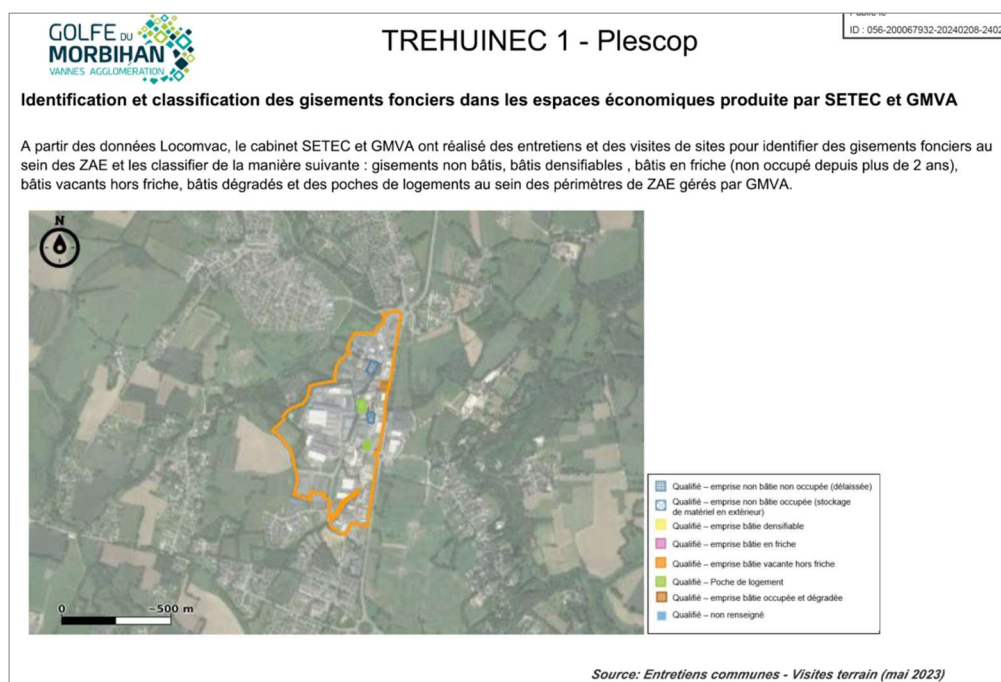 GOLFE DU
MORBIHAN
VANNES AGGLOMÉRATION
TREHUINEC 1 - Plescop
ID : 056-200067932-20240208-2402
Identification et classification des gisements fonciers dans les espaces économiques produite par SETEC et GMVA
A partir des données Locomvac, le cabinet SETEC et GMVA ont réalisé des entretiens et des visites de sites pour identifier des gisements fonciers au
sein des ZAE et les classifier de la manière suivante : gisements non bâtis, bâtis densifiables , bâtis en friche (non occupé depuis plus de 2 ans),
bâtis vacants hors friche, bâtis dégradés et des poches de logements au sein des périmètres de ZAE gérés par GMVA.
N
Qualifié – emprise non bâtie non occupée (délaissée)
Qualifié – emprise non bâtie occupée (stockage
de matériel en extérieur)
Qualifié – emprise bâtie densifiable
Qualifié – emprise bâtie en friche
Qualifié – emprise bâtie vacante hors friche
Qualifié – Poche de logement
Qualifié – emprise bâtie occupée et dégradée
Qualifié – non renseigné
0 ~500 m
Source: Entretiens communes - Visites terrain (mai 2023)